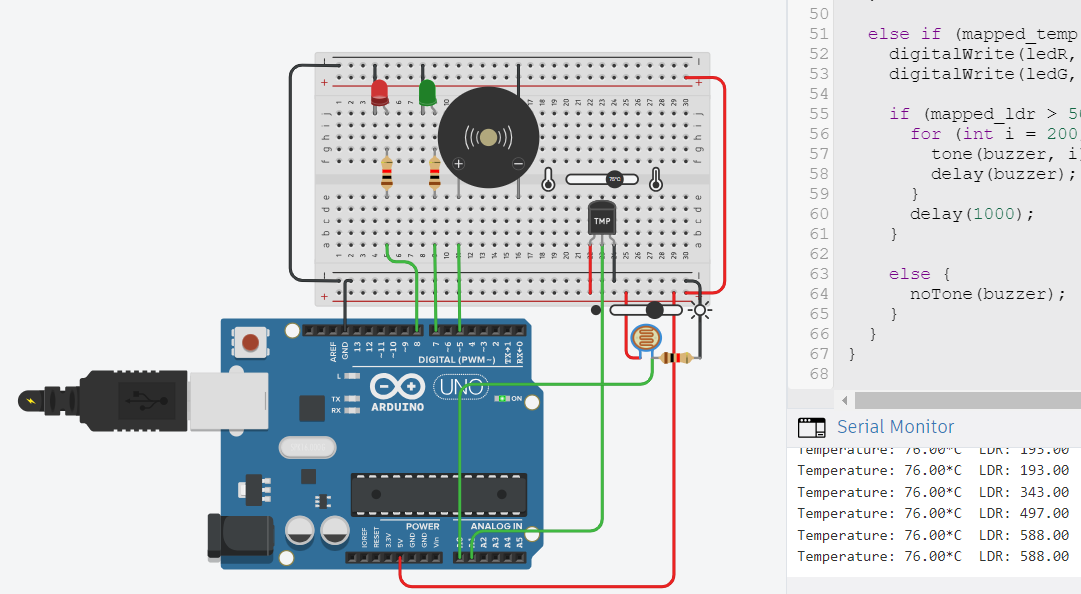 76°C
TMP
AREF
GND
13
12
~11
~10
~9
8
7
~6
~5
4
~3
2
TX→1
RX←0
DIGITAL (PWM~)
L
TX
RX
UNO
ARDUINO
ON
POWER
ANALOG IN
IOREF
RESET
3.3V
5V
GND
GND
Vin
A2
A3
A4
A5
50
51 else if (mapped_temp
52 digitalWrite(ledR,
53 digitalWrite(ledG,
54
55 if (mapped_ldr > 50
56 for (int i = 200
57 tone(buzzer, i)
58 delay(buzzer);
59 }
60 delay(1000);
61 }
62
63 else {
64 noTone(buzzer);
65 }
66 }
67 }
68
Serial Monitor
Temperature: 76.00*C LDR: 195.00
Temperature: 76.00*C LDR: 193.00
Temperature: 76.00*C LDR: 343.00
Temperature: 76.00*C LDR: 497.00
Temperature: 76.00*C LDR: 588.00
Temperature: 76.00*C LDR: 588.00